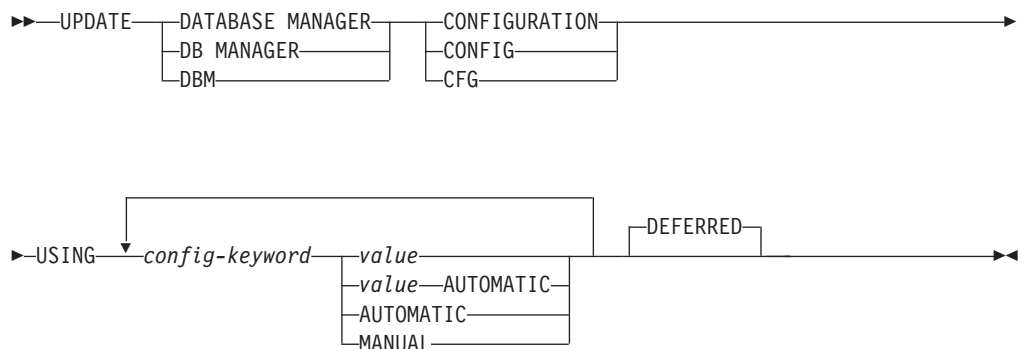 UPDATE DATABASE MANAGER CONFIGURATION
DB MANAGER CONFIG
DBM CFG
DEFERRED
USING config-keyword value
value AUTOMATIC
AUTOMATIC
MANUAL